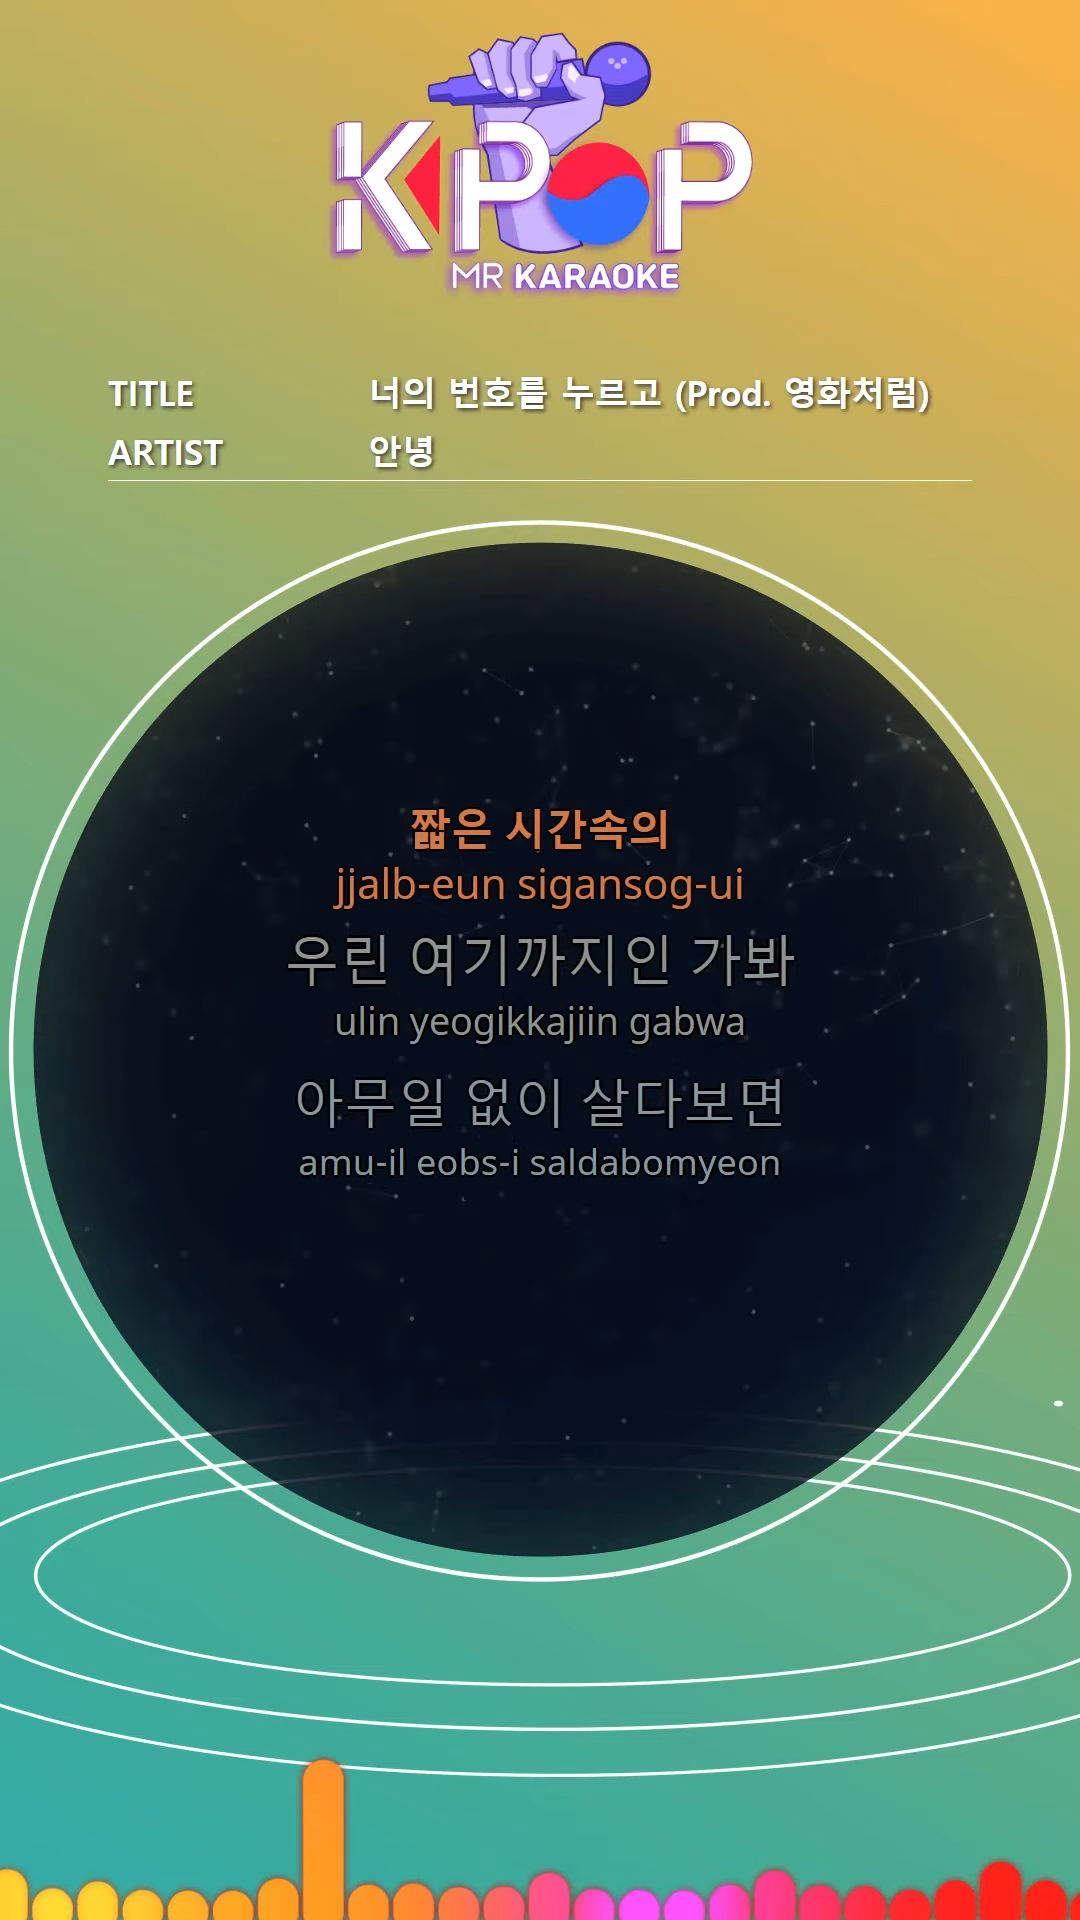 KPOP
MR KARAOKE
TITLE 너의 번호를 누르고 (Prod. 영화처럼)
ARTIST 안녕
짧은 시간속의
jjalb-eun sigansog-ui
우린 여기까지인 가봐
ulin yeogikkajiin gabwa
아무일 없이 살다보면
amu-il eobs-i saldabomyeon